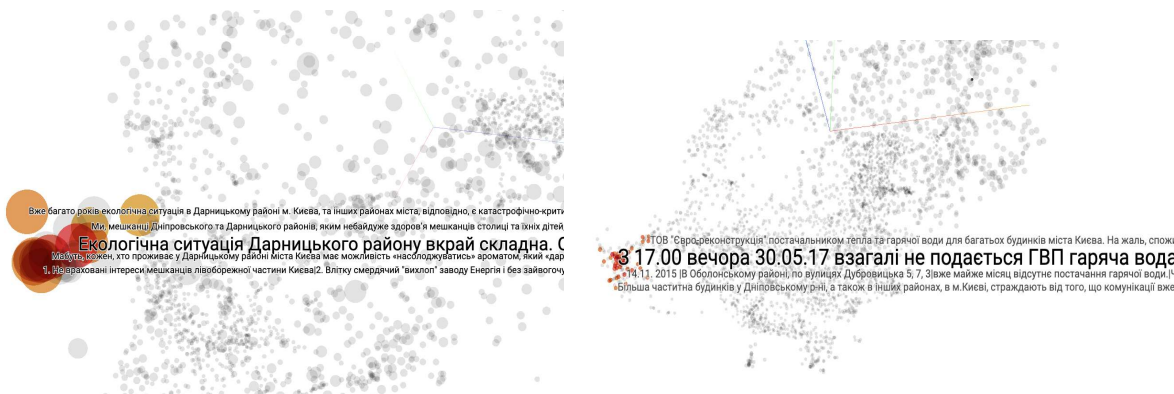 Вже багато років екологічна ситуація в Дарницькому районі м. Києва, та інших районах міста, відповідно, є катастрофічно-крити
Ми, мешканці Дніпровського та Дарницького районів, яким небайдуже здоров'я мешканців столиці та їхніх дітей,
Екологічна ситуація Дарницького району вкрай складна. С
Мабуть, кожен, хто проживає у Дарницькому районі міста Києва має можливість «насолоджуватись» ароматом, який «дар
1. Не враховані інтереси мешканців лівобережної частини Києва|2. Влітку смердячий "вихлоп" заводу Енергія і без зайвогоч
ТОВ "Євро-реконструкція" постачальником тепла та гарячої води для багатьох будинків міста Києва. На жаль, спожи
З 17.00 вечора 30.05.17 взагалі не подається ГВП гаряча вода
14.11. 2015 |В Оболонському районі, по вулицях Дубровицька 5, 7, 3|вже майже місяц відсутнє постачання гарячої води.|Ч
Більша частитна будинків у Дніповському р-ні, а також в інших районах, в м.Києві, страждають від того, що комунікації вже